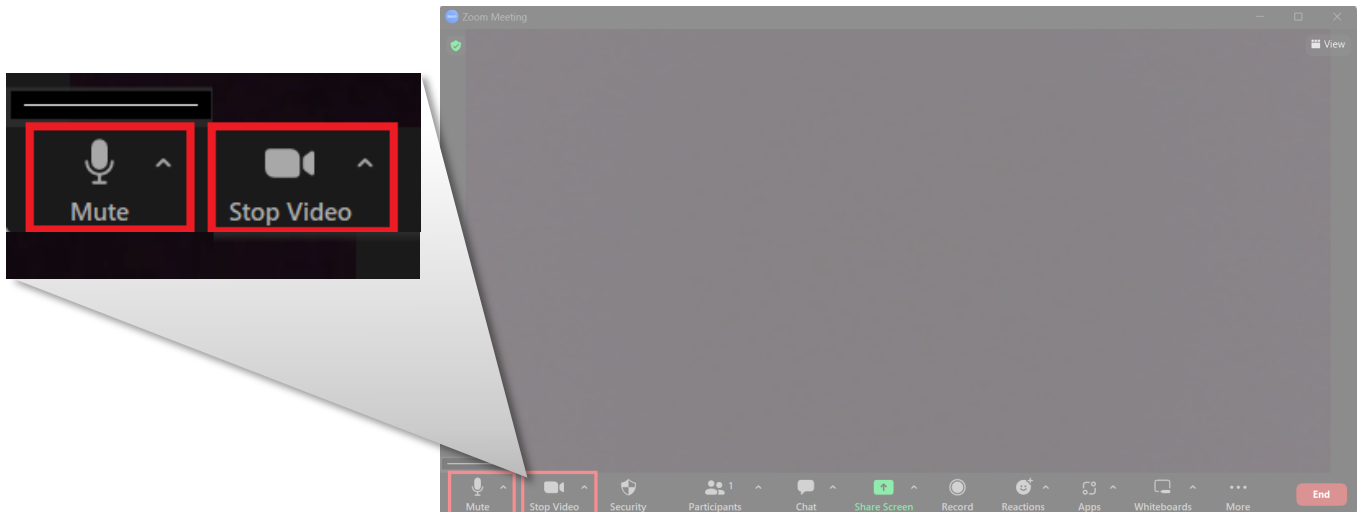 Zoom Meeting
View
Mute
Stop Video
Mute
Stop Video
Security
1
Participants
Chat
Share Screen
Record
Reactions
Apps
Whiteboards
More
End